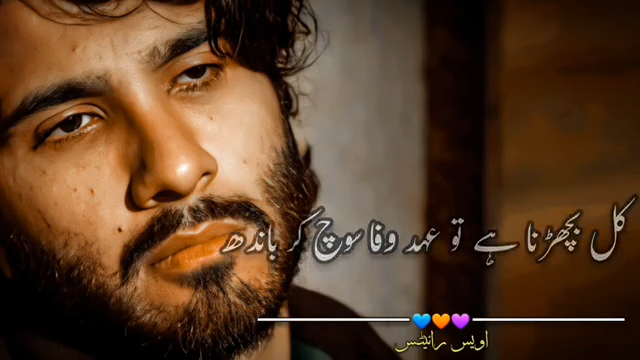 کل بچھڑنا ہے تو عہد وفا سوچ کر باندھ
اویس رائیٹس